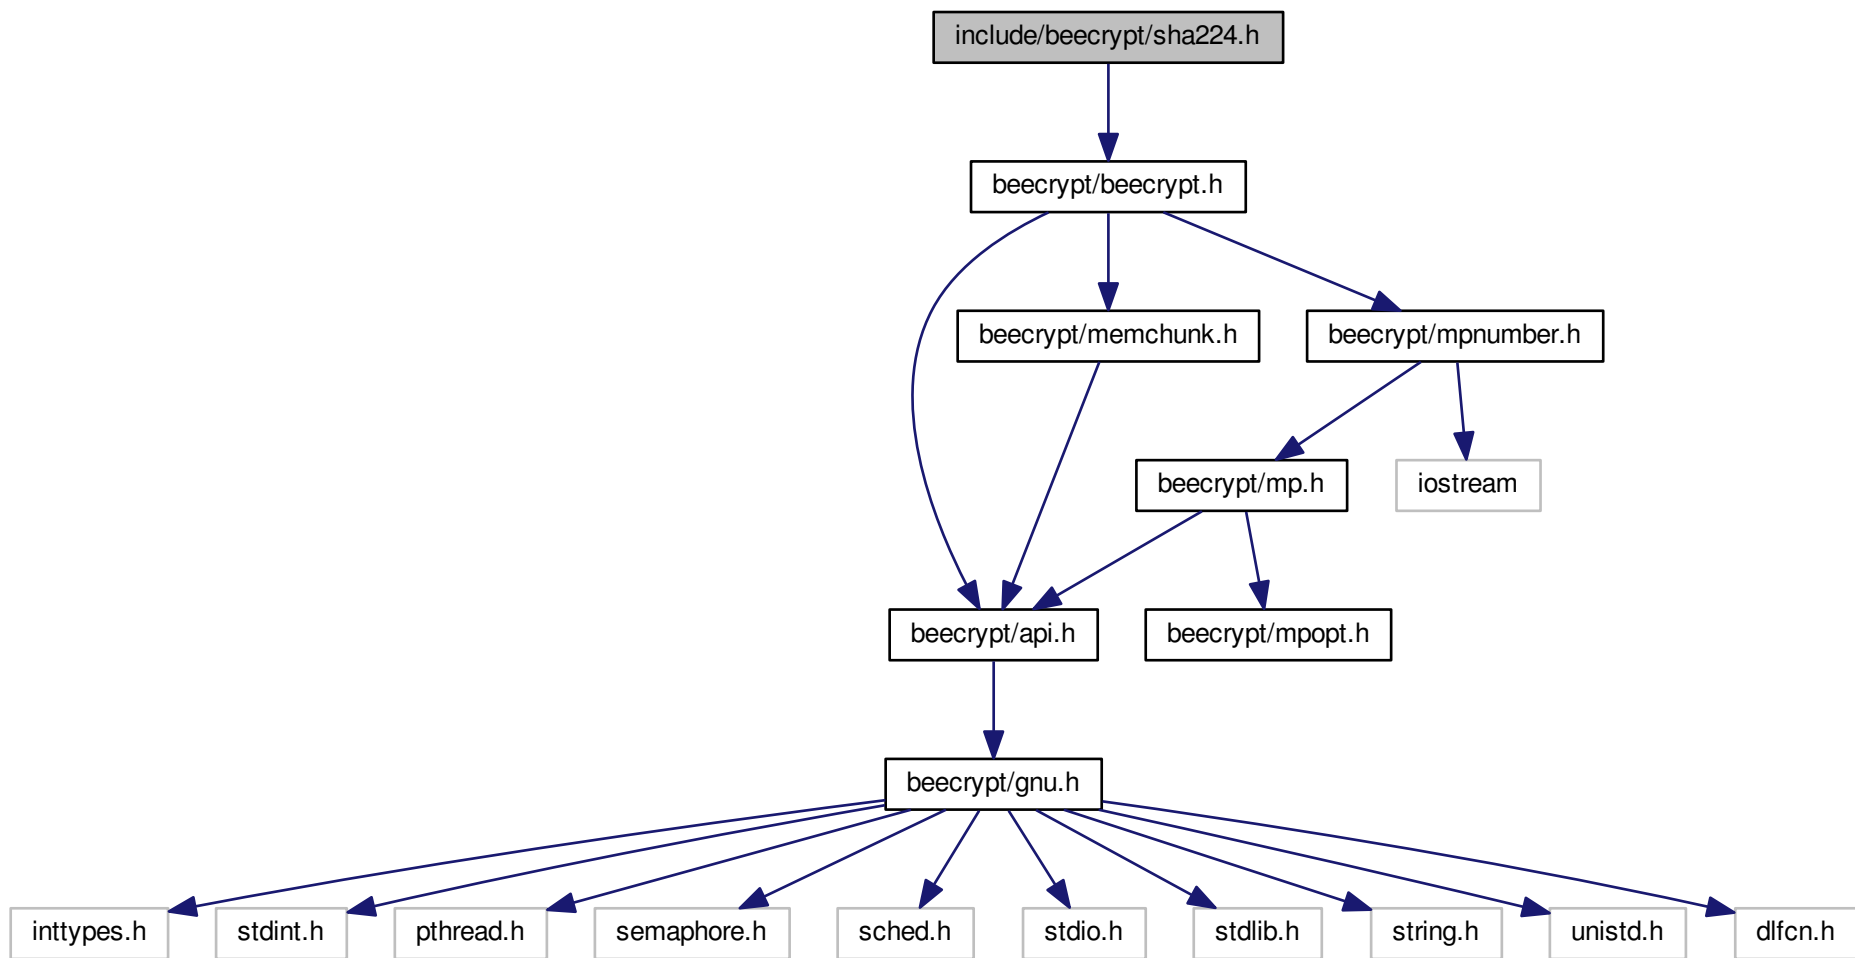 include/beecrypt/sha224.h
beecrypt/beecrypt.h
beecrypt/memchunk.h
beecrypt/mpnumber.h
beecrypt/mp.h
iostream
beecrypt/api.h
beecrypt/mpopt.h
beecrypt/gnu.h
inttypes.h
stdint.h
pthread.h
semaphore.h
sched.h
stdio.h
stdlib.h
string.h
unistd.h
dlfcn.h